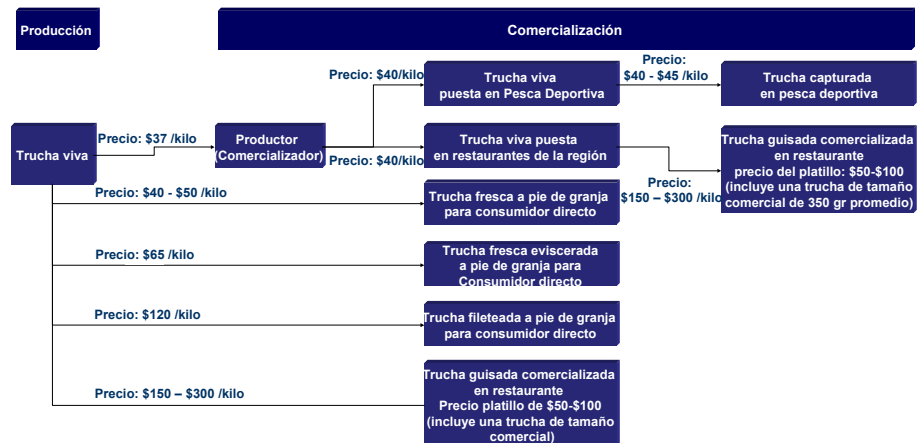 Producción
Comercialización
Precio: $40/kilo
Trucha viva
puesta en Pesca Deportiva
Precio:
$40 - $45 /kilo
Trucha capturada
en pesca deportiva
Trucha viva
Precio: $37 /kilo
Productor
(Comercializador)
Precio: $40/kilo
Trucha viva puesta
en restaurantes de la región
Precio:
$150 – $300 /kilo
Trucha guisada comercializada
en restaurante
precio del platillo: $50-$100
(incluye una trucha de tamaño
comercial de 350 gr promedio)
Precio: $40 - $50 /kilo
Trucha fresca a pie de granja
para consumidor directo
Precio: $65 /kilo
Trucha fresca eviscerada
a pie de granja para
Consumidor directo
Precio: $120 /kilo
Trucha fileteada a pie de granja
para consumidor directo
Precio: $150 – $300 /kilo
Trucha guisada comercializada
en restaurante
Precio platillo de $50-$100
(incluye una trucha de tamaño
comercial)